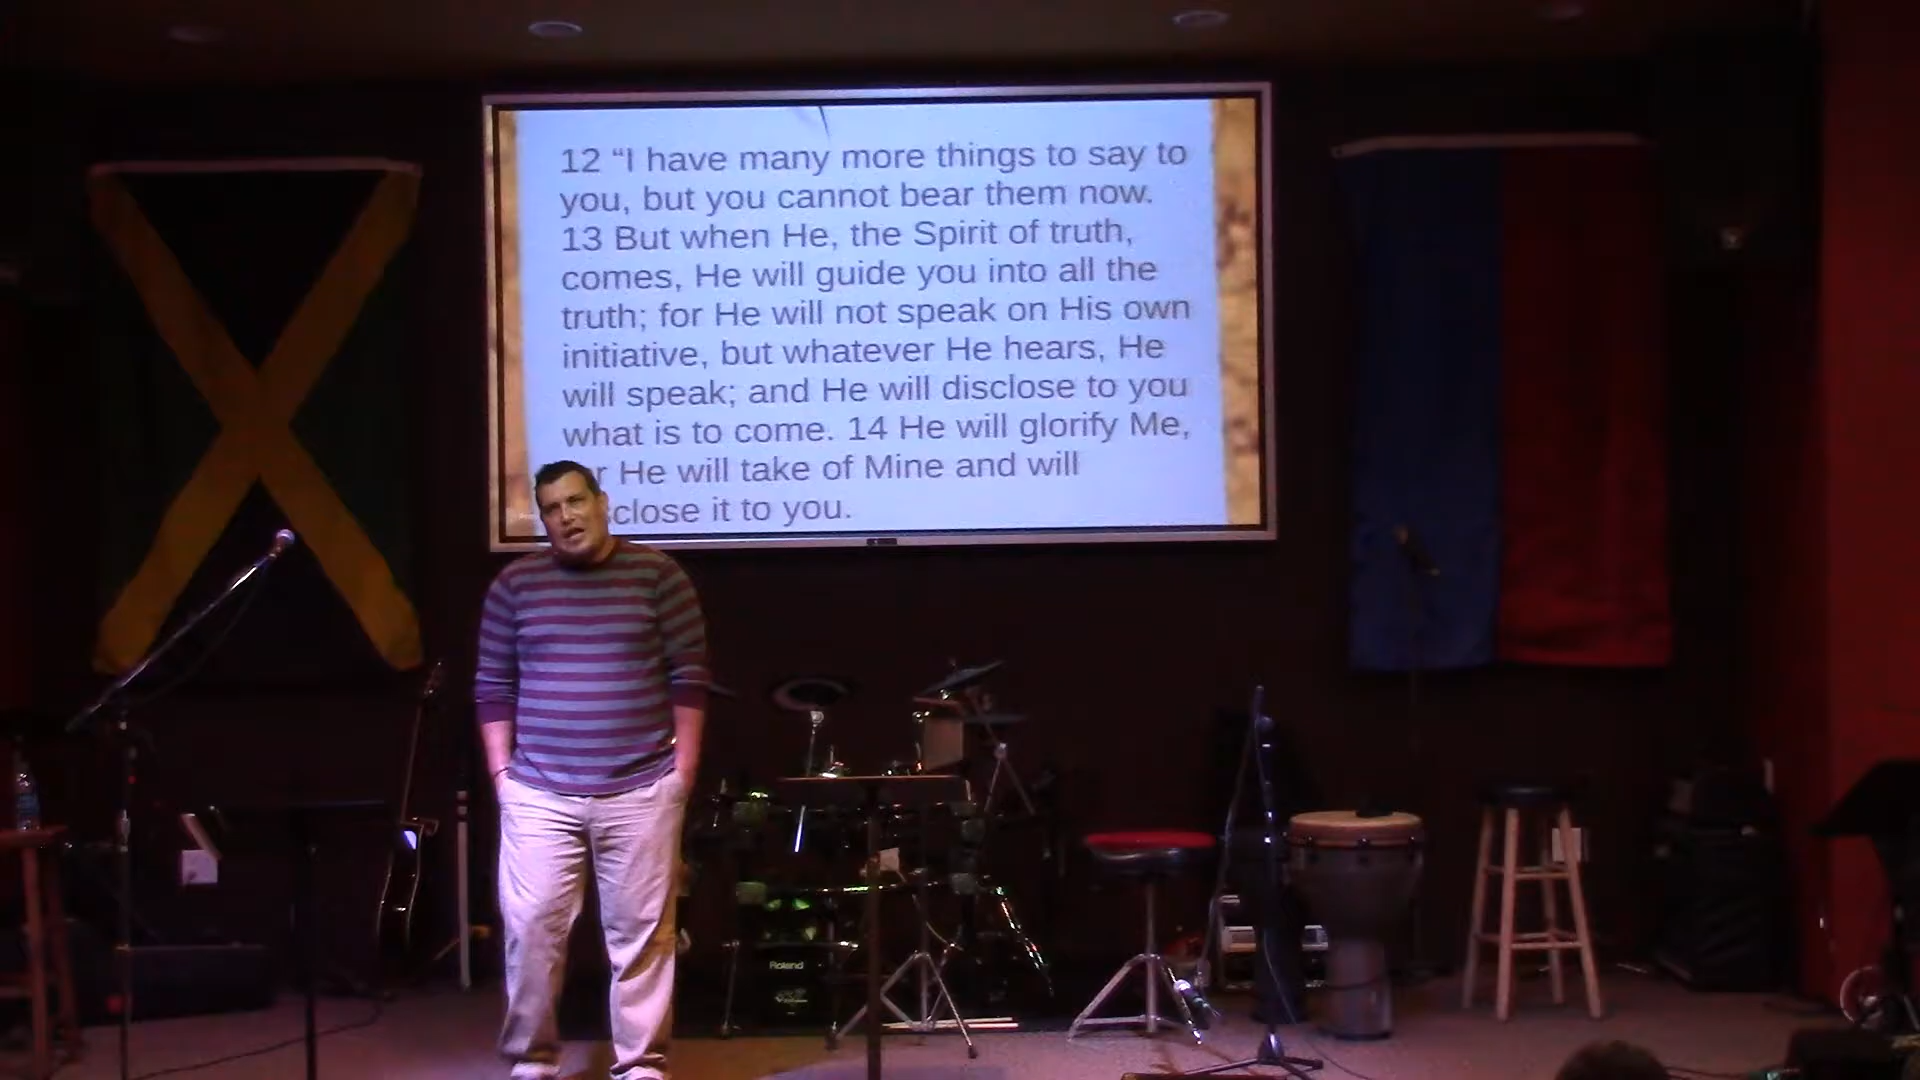 12 “I have many more things to say to
you, but you cannot bear them now.
13 But when He, the Spirit of truth,
comes, He will guide you into all the
truth; for He will not speak on His own
initiative, but whatever He hears, He
will speak; and He will disclose to you
what is to come. 14 He will glorify Me,
r He will take of Mine and will
close it to you.
Roland